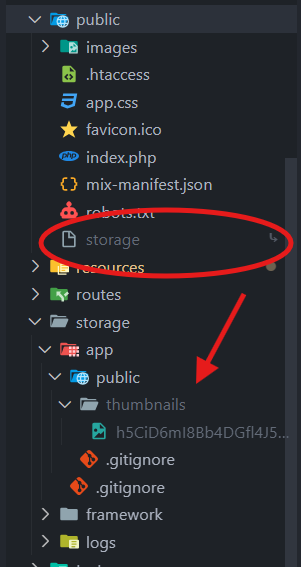 public
images
.htaccess
app.css
favicon.ico
index.php
mix-manifest.json
robots.txt
storage
resources
routes
storage
app
public
thumbnails
h5CiD6mI8Bb4DGfl4J5...
.gitignore
.gitignore
framework
logs